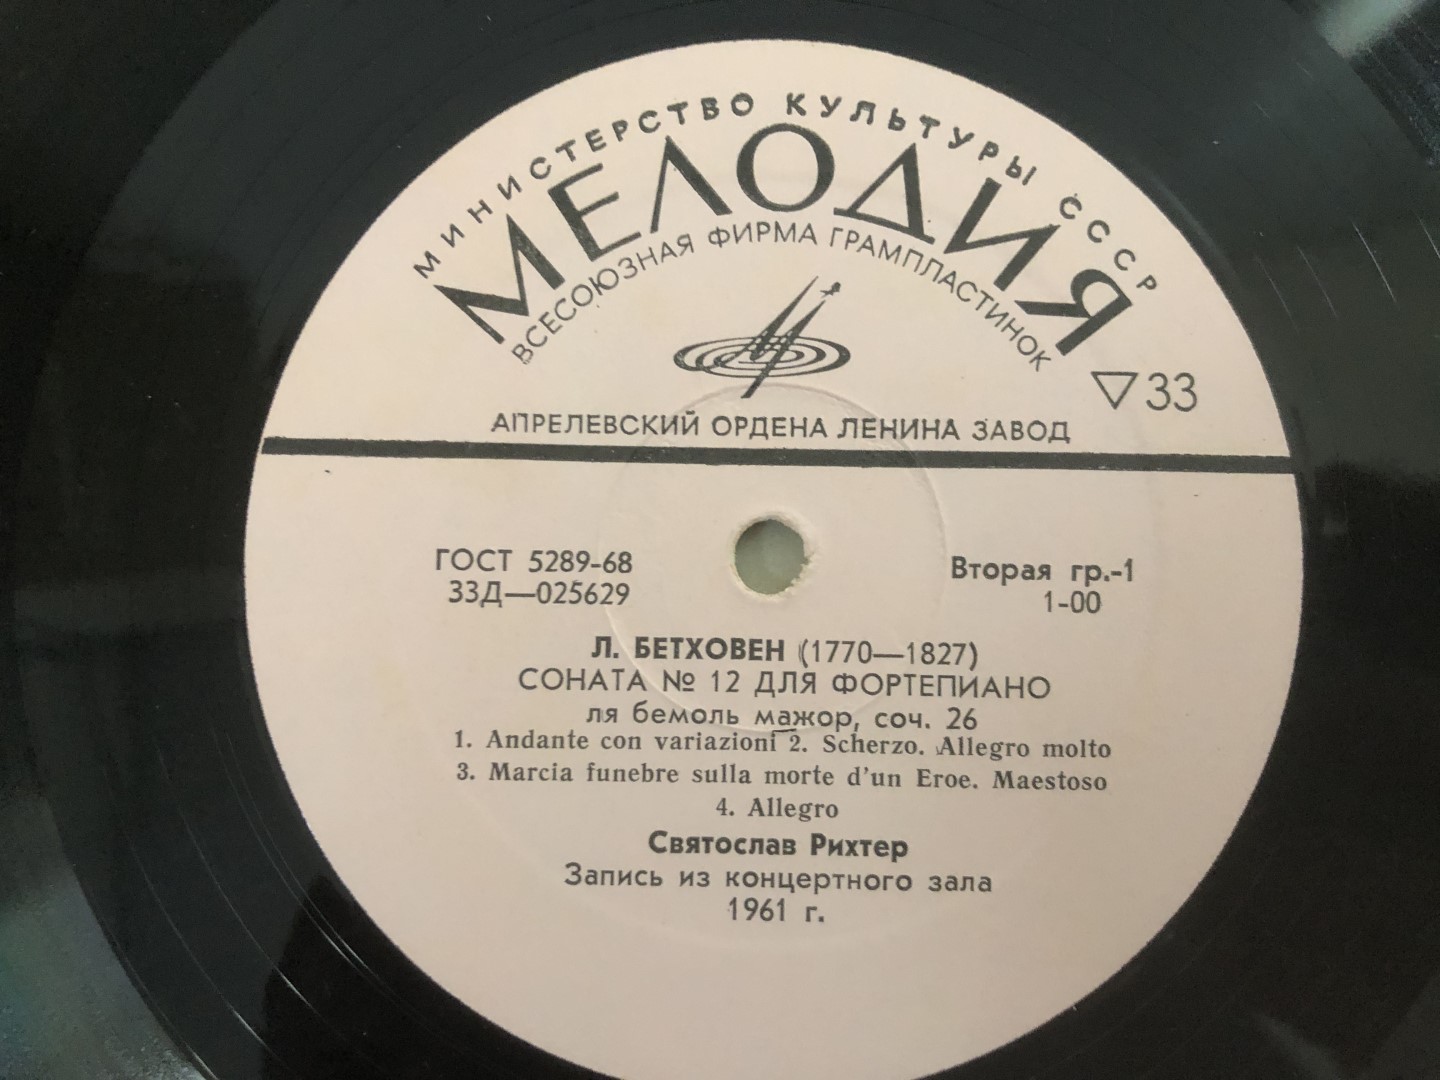 МИНИСТЕРСТВО КУЛЬТУРЫ СССР
МЕЛОДИЯ
ВСЕСОЮЗНАЯ ФИРМА ГРАМПЛАСТИНОК
▽33
АПРЕЛЕВСКИЙ ОРДЕНА ЛЕНИНА ЗАВОД
ГОСТ 5289-68
33Д—025629
Вторая гр.-1
1-00
Л. БЕТХОВЕН (1770—1827)
СОНАТА № 12 ДЛЯ ФОРТЕПИАНО
ля бемоль мажор, соч. 26
1. Andante con variazioni 2. Scherzo. Allegro molto
3. Marcia funebre sulla morte d'un Eroe. Maestoso
4. Allegro
Святослав Рихтер
Запись из концертного зала
1961 г.